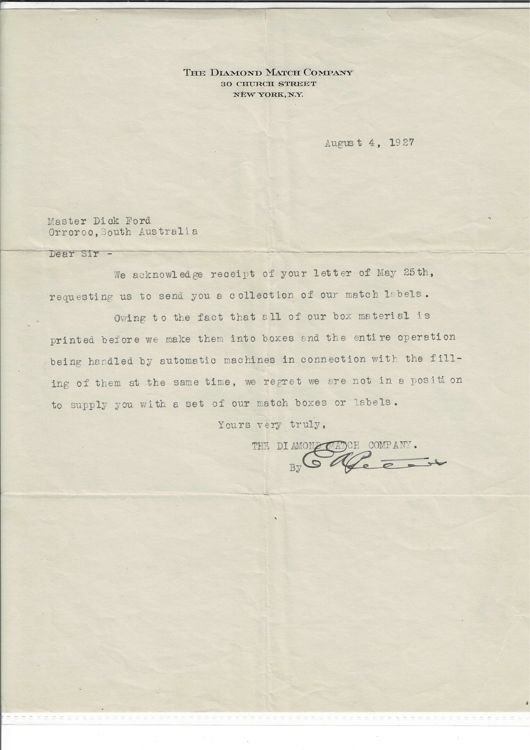 THE DIAMOND MATCH COMPANY
30 CHURCH STREET
NEW YORK, N.Y.
August 4, 1927
Master Dick Ford
Orroroo, South Australia
Dear Sir -
We acknowledge receipt of your letter of May 25th,
requesting us to send you a collection of our match labels.
Owing to the fact that all of our box material is
printed before we make them into boxes and the entire operation
being handled by automatic machines in connection with the fill-
ing of them at the same time, we regret we are not in a position
to supply you with a set of our match boxes or labels.
Yours very truly,
THE DIAMOND MATCH COMPANY.
By